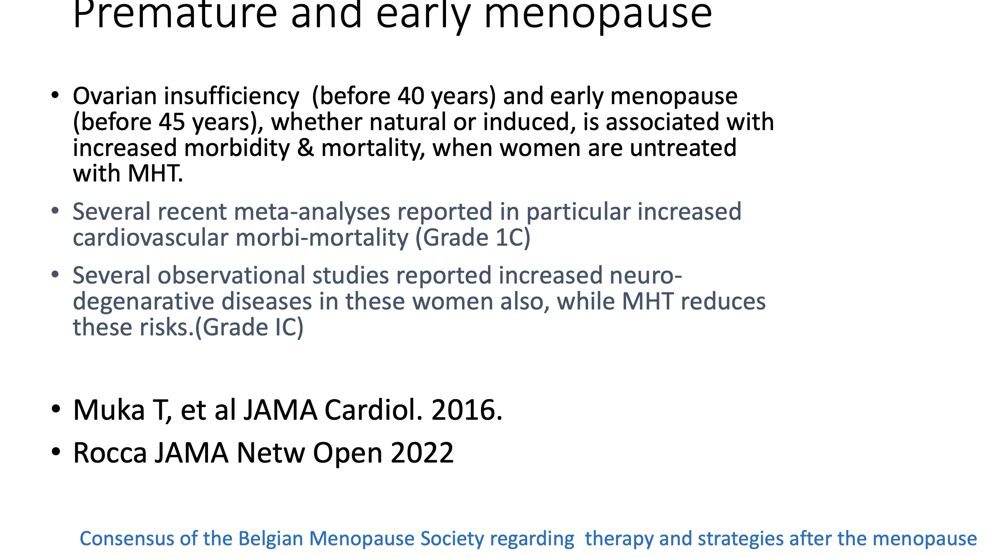 Premature and early menopause
• Ovarian insufficiency  (before 40 years) and early menopause
(before 45 years), whether natural or induced, is associated with
increased morbidity & mortality, when women are untreated
with MHT.
• Several recent meta-analyses reported in particular increased
cardiovascular morbi-mortality (Grade 1C)
• Several observational studies reported increased neuro-
degenarative diseases in these women also, while MHT reduces
these risks.(Grade IC)
• Muka T, et al JAMA Cardiol. 2016.
• Rocca JAMA Netw Open 2022
Consensus of the Belgian Menopause Society regarding  therapy and strategies after the menopause